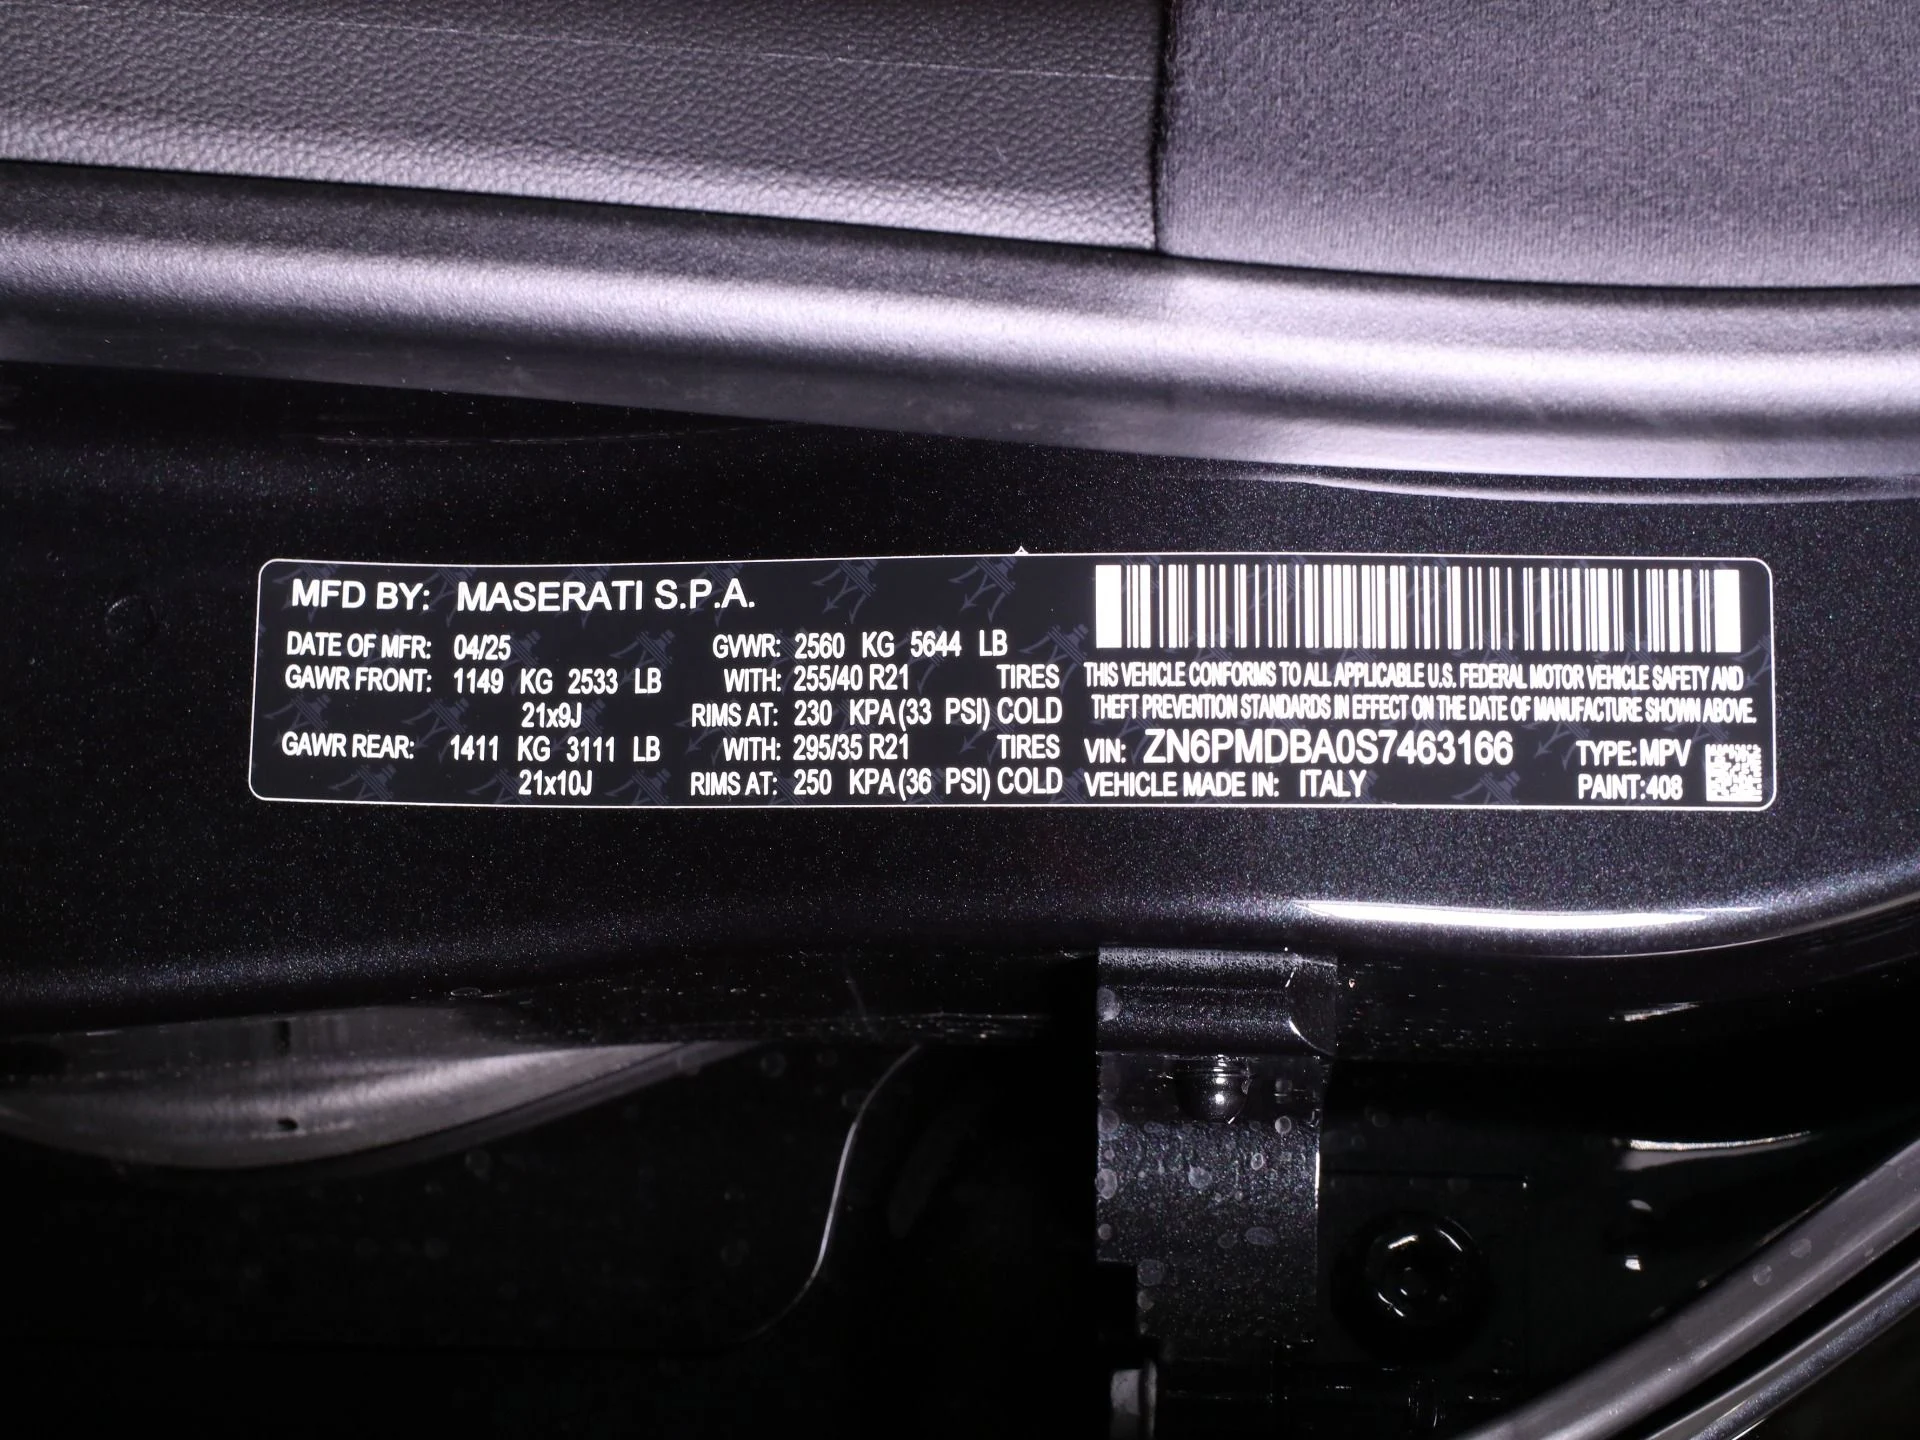 MFD BY: MASERATI S.P.A.
DATE OF MFR: 04/25 GVWR: 2560 KG 5644 LB
GAWR FRONT: 1149 KG 2533 LB WITH: 255/40 R21 TIRES
21x9J RIMS AT: 230 KPA(33 PSI) COLD
GAWR REAR: 1411 KG 3111 LB WITH: 295/35 R21 TIRES
21x10J RIMS AT: 250 KPA(36 PSI) COLD
THIS VEHICLE CONFORMS TO ALL APPLICABLE U.S. FEDERAL MOTOR VEHICLE SAFETY AND
THEFT PREVENTION STANDARDS IN EFFECT ON THE DATE OF MANUFACTURE SHOWN ABOVE.
VIN: ZN6PMDBA0S7463166 TYPE: MPV
VEHICLE MADE IN: ITALY PAINT:408